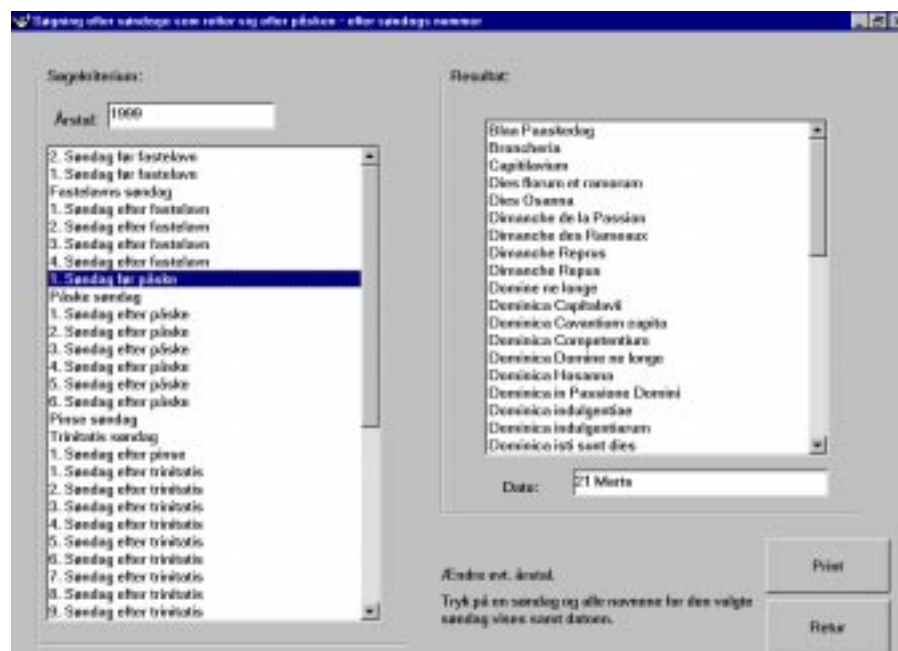 Søgning efter søndage som retter sig efter påsken - efter søndags nummer
Søgekriterium:
Årstal:
1999
2. Søndag før fastelavn
1. Søndag før fastelavn
Fastelavns søndag
1. Søndag efter fastelavn
2. Søndag efter fastelavn
3. Søndag efter fastelavn
4. Søndag efter fastelavn
1. Søndag før påske
Påske søndag
1. Søndag efter påske
2. Søndag efter påske
3. Søndag efter påske
4. Søndag efter påske
5. Søndag efter påske
6. Søndag efter påske
Pinse søndag
Trinitatis søndag
1. Søndag efter pinse
1. Søndag efter trinitatis
2. Søndag efter trinitatis
3. Søndag efter trinitatis
4. Søndag efter trinitatis
5. Søndag efter trinitatis
6. Søndag efter trinitatis
7. Søndag efter trinitatis
8. Søndag efter trinitatis
9. Søndag efter trinitatis
Resultat:
Blaa Paaskedag
Brancheria
Capitilavium
Dies florum et ramorum
Dies Osanna
Dimanche de la Passion
Dimanche des Rameaux
Dimanche Reprus
Dimanche Repus
Domine ne longe
Dominica Capitalavii
Dominica Cavantium capita
Dominica Competentium
Dominica Domine ne longe
Dominica Hosanna
Dominica in Passione Domini
Dominica indulgentiae
Dominica indulgentiarum
Dominica isti sunt dies
Dato:
21 Marts
Ændre evt. årstal.
Tryk på en søndag og alle navnene for den valgte
søndag vises samt datoen.
Print
Retur